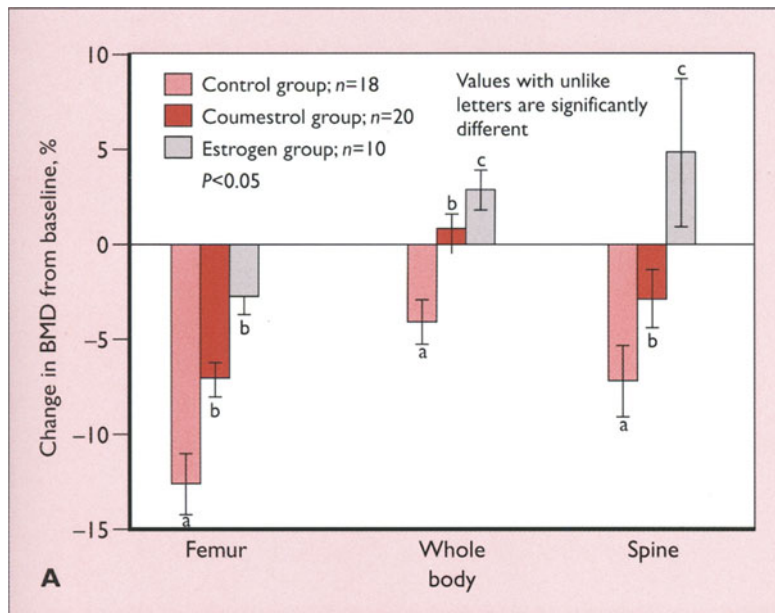 Change in BMD from baseline, %
10
5
0
−5
−10
−15
Control group; n=18
Coumestrol group; n=20
Estrogen group; n=10
P<0.05
Values with unlike
letters are significantly
different
a
b
b
a
b
c
a
b
c
Femur
Whole
body
Spine
A